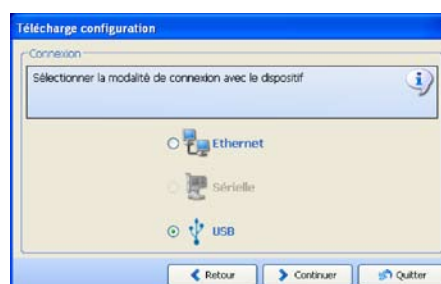 Télécharge configuration
Connexion
Sélectionner la modalité de connexion avec le dispositif
Ethernet
Sérielle
USB
Retour
Continuer
Quitter